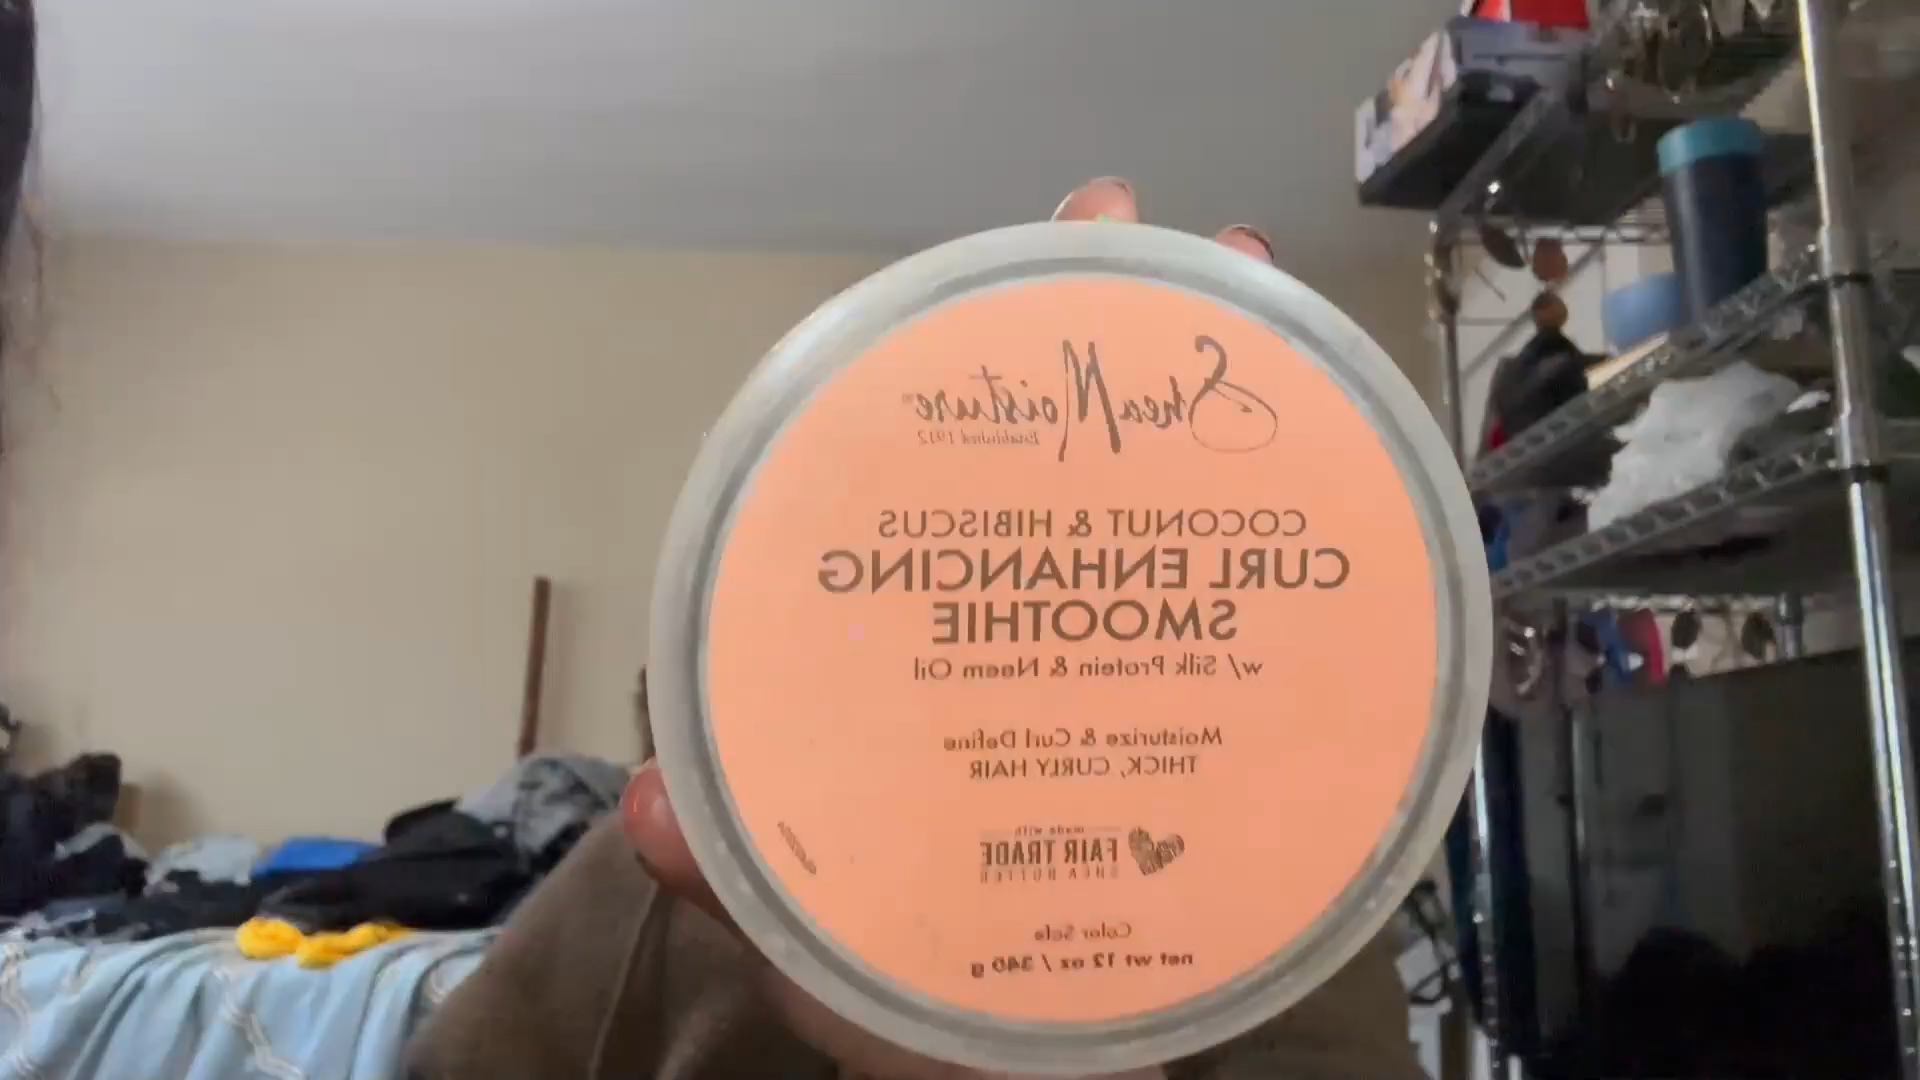 SheaMoisture
Established 1912
COCONUT & HIBISCUS
CURL ENHANCING
SMOOTHIE
w/ Silk Protein & Neem Oil
Moisturize & Curl Define
THICK, CURLY HAIR
made with
FAIR TRADE
SHEA BUTTER
Color Safe
net wt 12 oz / 340 g